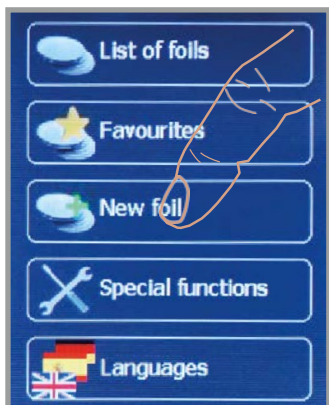 List of foils
Favourites
New foil
Special functions
Languages